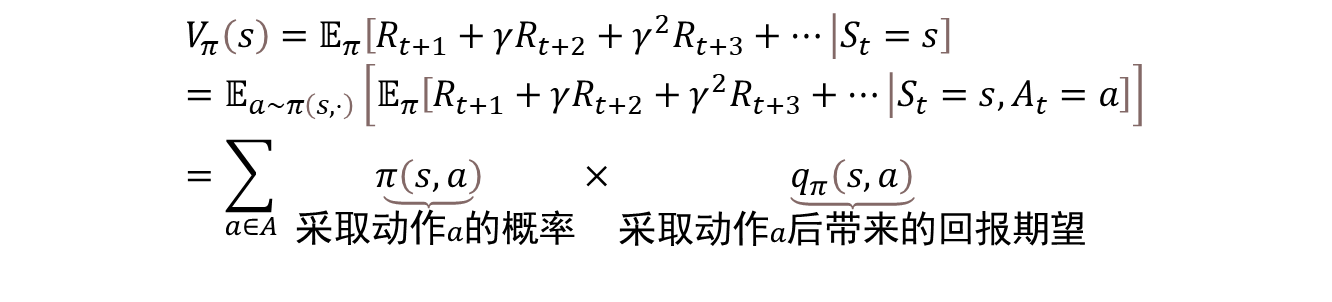 V_π(s) = 𝔼_π[R_{t+1} + γR_{t+2} + γ²R_{t+3} + ⋯ |S_t = s]
= 𝔼_{a~π(s,·)} [𝔼_π[R_{t+1} + γR_{t+2} + γ²R_{t+3} + ⋯ |S_t = s, A_t = a]]
= ∑_{a∈A} π(s, a) × q_π(s, a)
采取动作a的概率 采取动作a后带来的回报期望